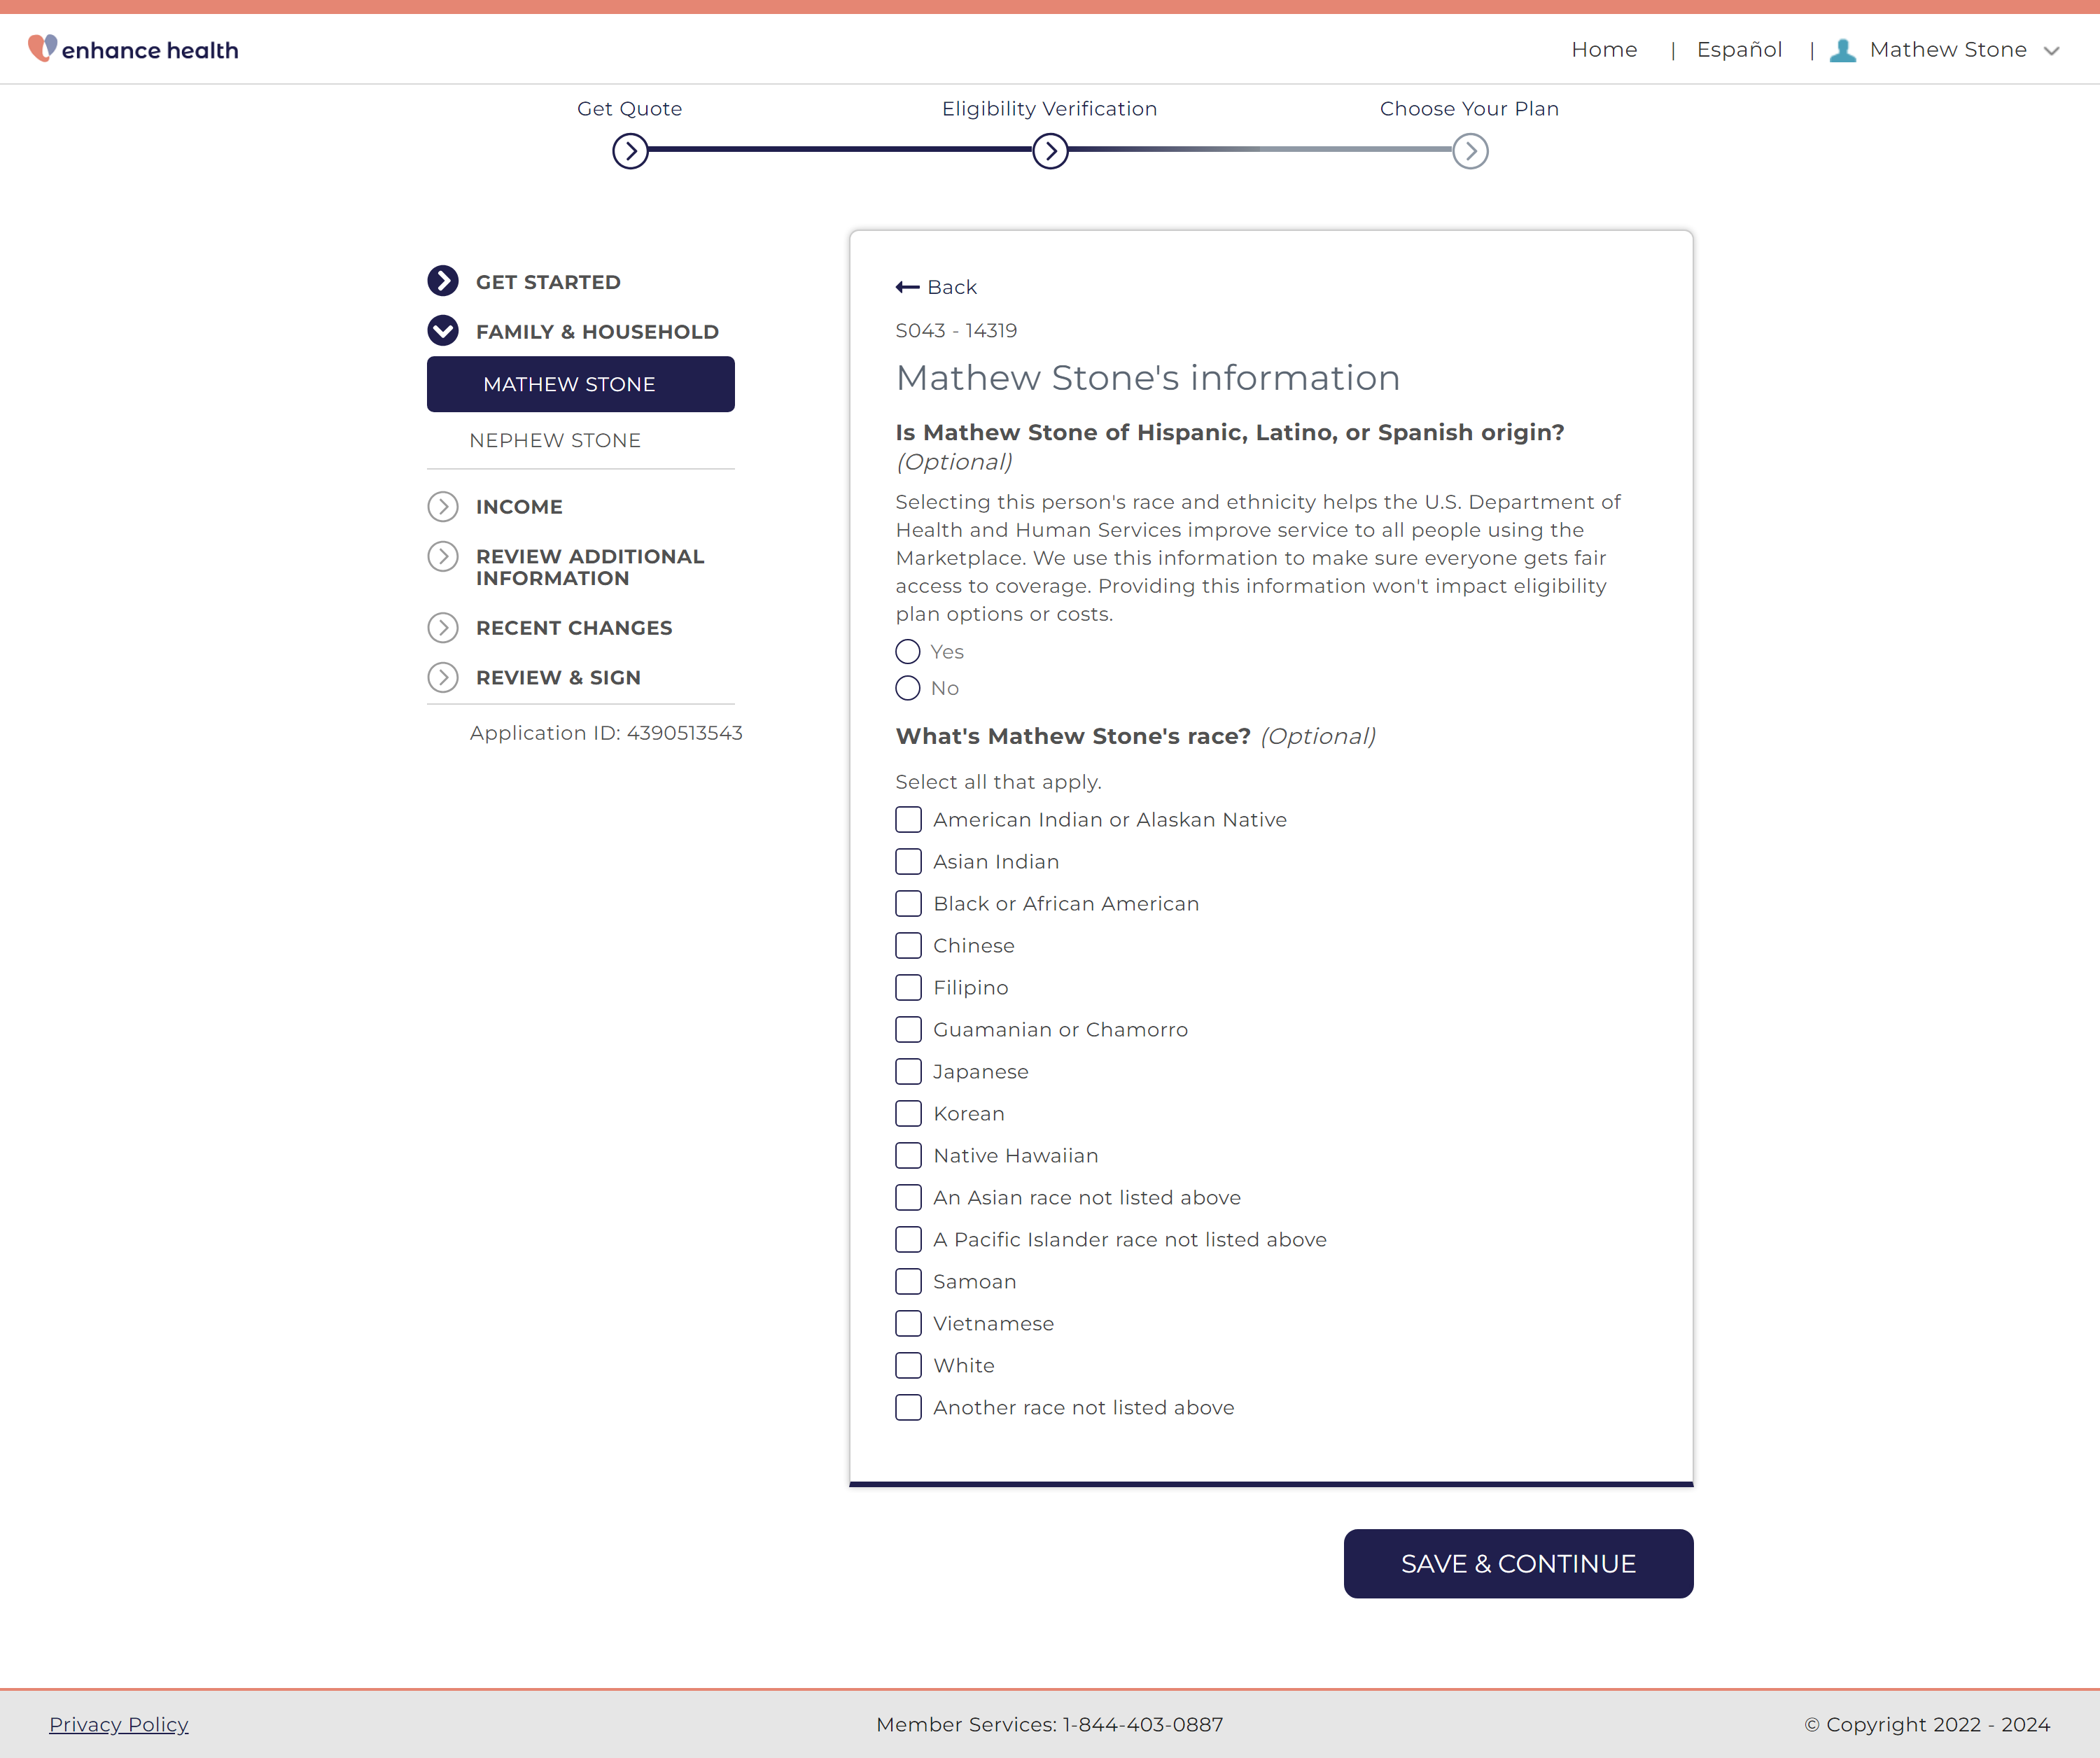 enhance health
Home | Español | Mathew Stone
Get Quote
Eligibility Verification
Choose Your Plan
GET STARTED
FAMILY & HOUSEHOLD
MATHEW STONE
NEPHEW STONE
INCOME
REVIEW ADDITIONAL
INFORMATION
RECENT CHANGES
REVIEW & SIGN
Application ID: 4390513543
Back
S043 - 14319
Mathew Stone's information
Is Mathew Stone of Hispanic, Latino, or Spanish origin?
(Optional)
Selecting this person's race and ethnicity helps the U.S. Department of
Health and Human Services improve service to all people using the
Marketplace. We use this information to make sure everyone gets fair
access to coverage. Providing this information won't impact eligibility
plan options or costs.
Yes
No
What's Mathew Stone's race? (Optional)
Select all that apply.
American Indian or Alaskan Native
Asian Indian
Black or African American
Chinese
Filipino
Guamanian or Chamorro
Japanese
Korean
Native Hawaiian
An Asian race not listed above
A Pacific Islander race not listed above
Samoan
Vietnamese
White
Another race not listed above
SAVE & CONTINUE
Privacy Policy
Member Services: 1-844-403-0887
© Copyright 2022 - 2024